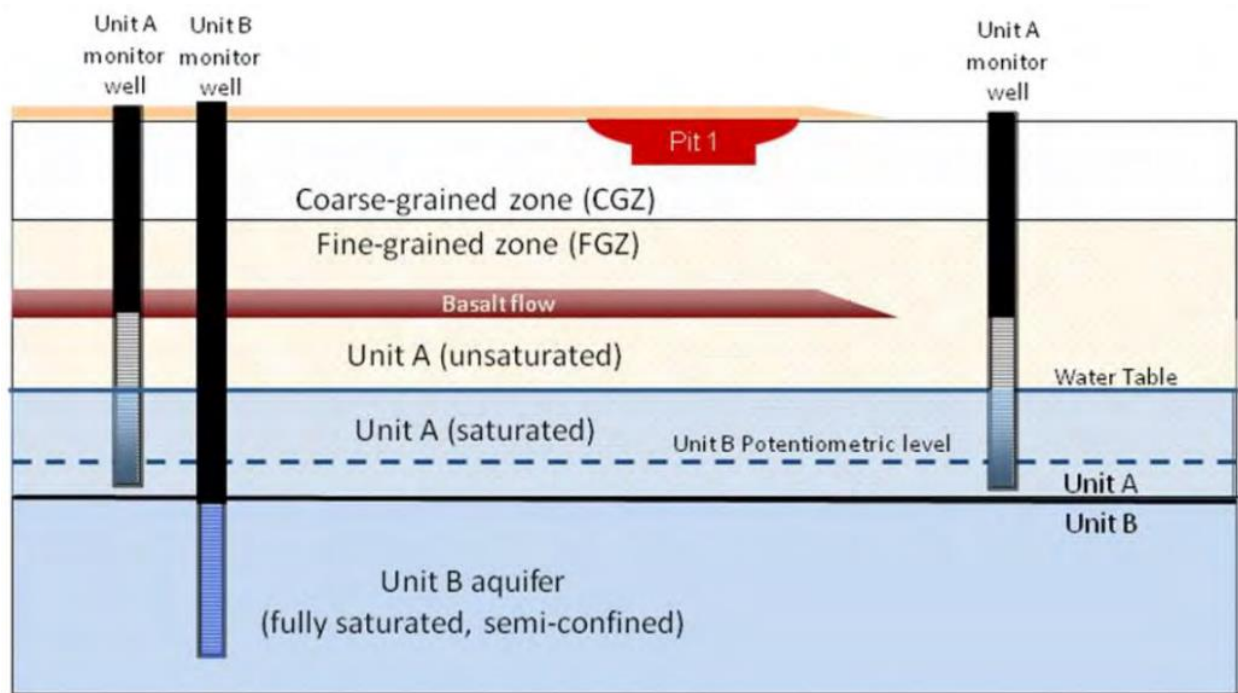 Unit A
monitor
well
Unit B
monitor
well
Unit A
monitor
well
Pit 1
Coarse-grained zone (CGZ)
Fine-grained zone (FGZ)
Basalt flow
Unit A (unsaturated)
Water Table
Unit A (saturated)
Unit B Potentiometric level
Unit A
Unit B
Unit B aquifer
(fully saturated, semi-confined)